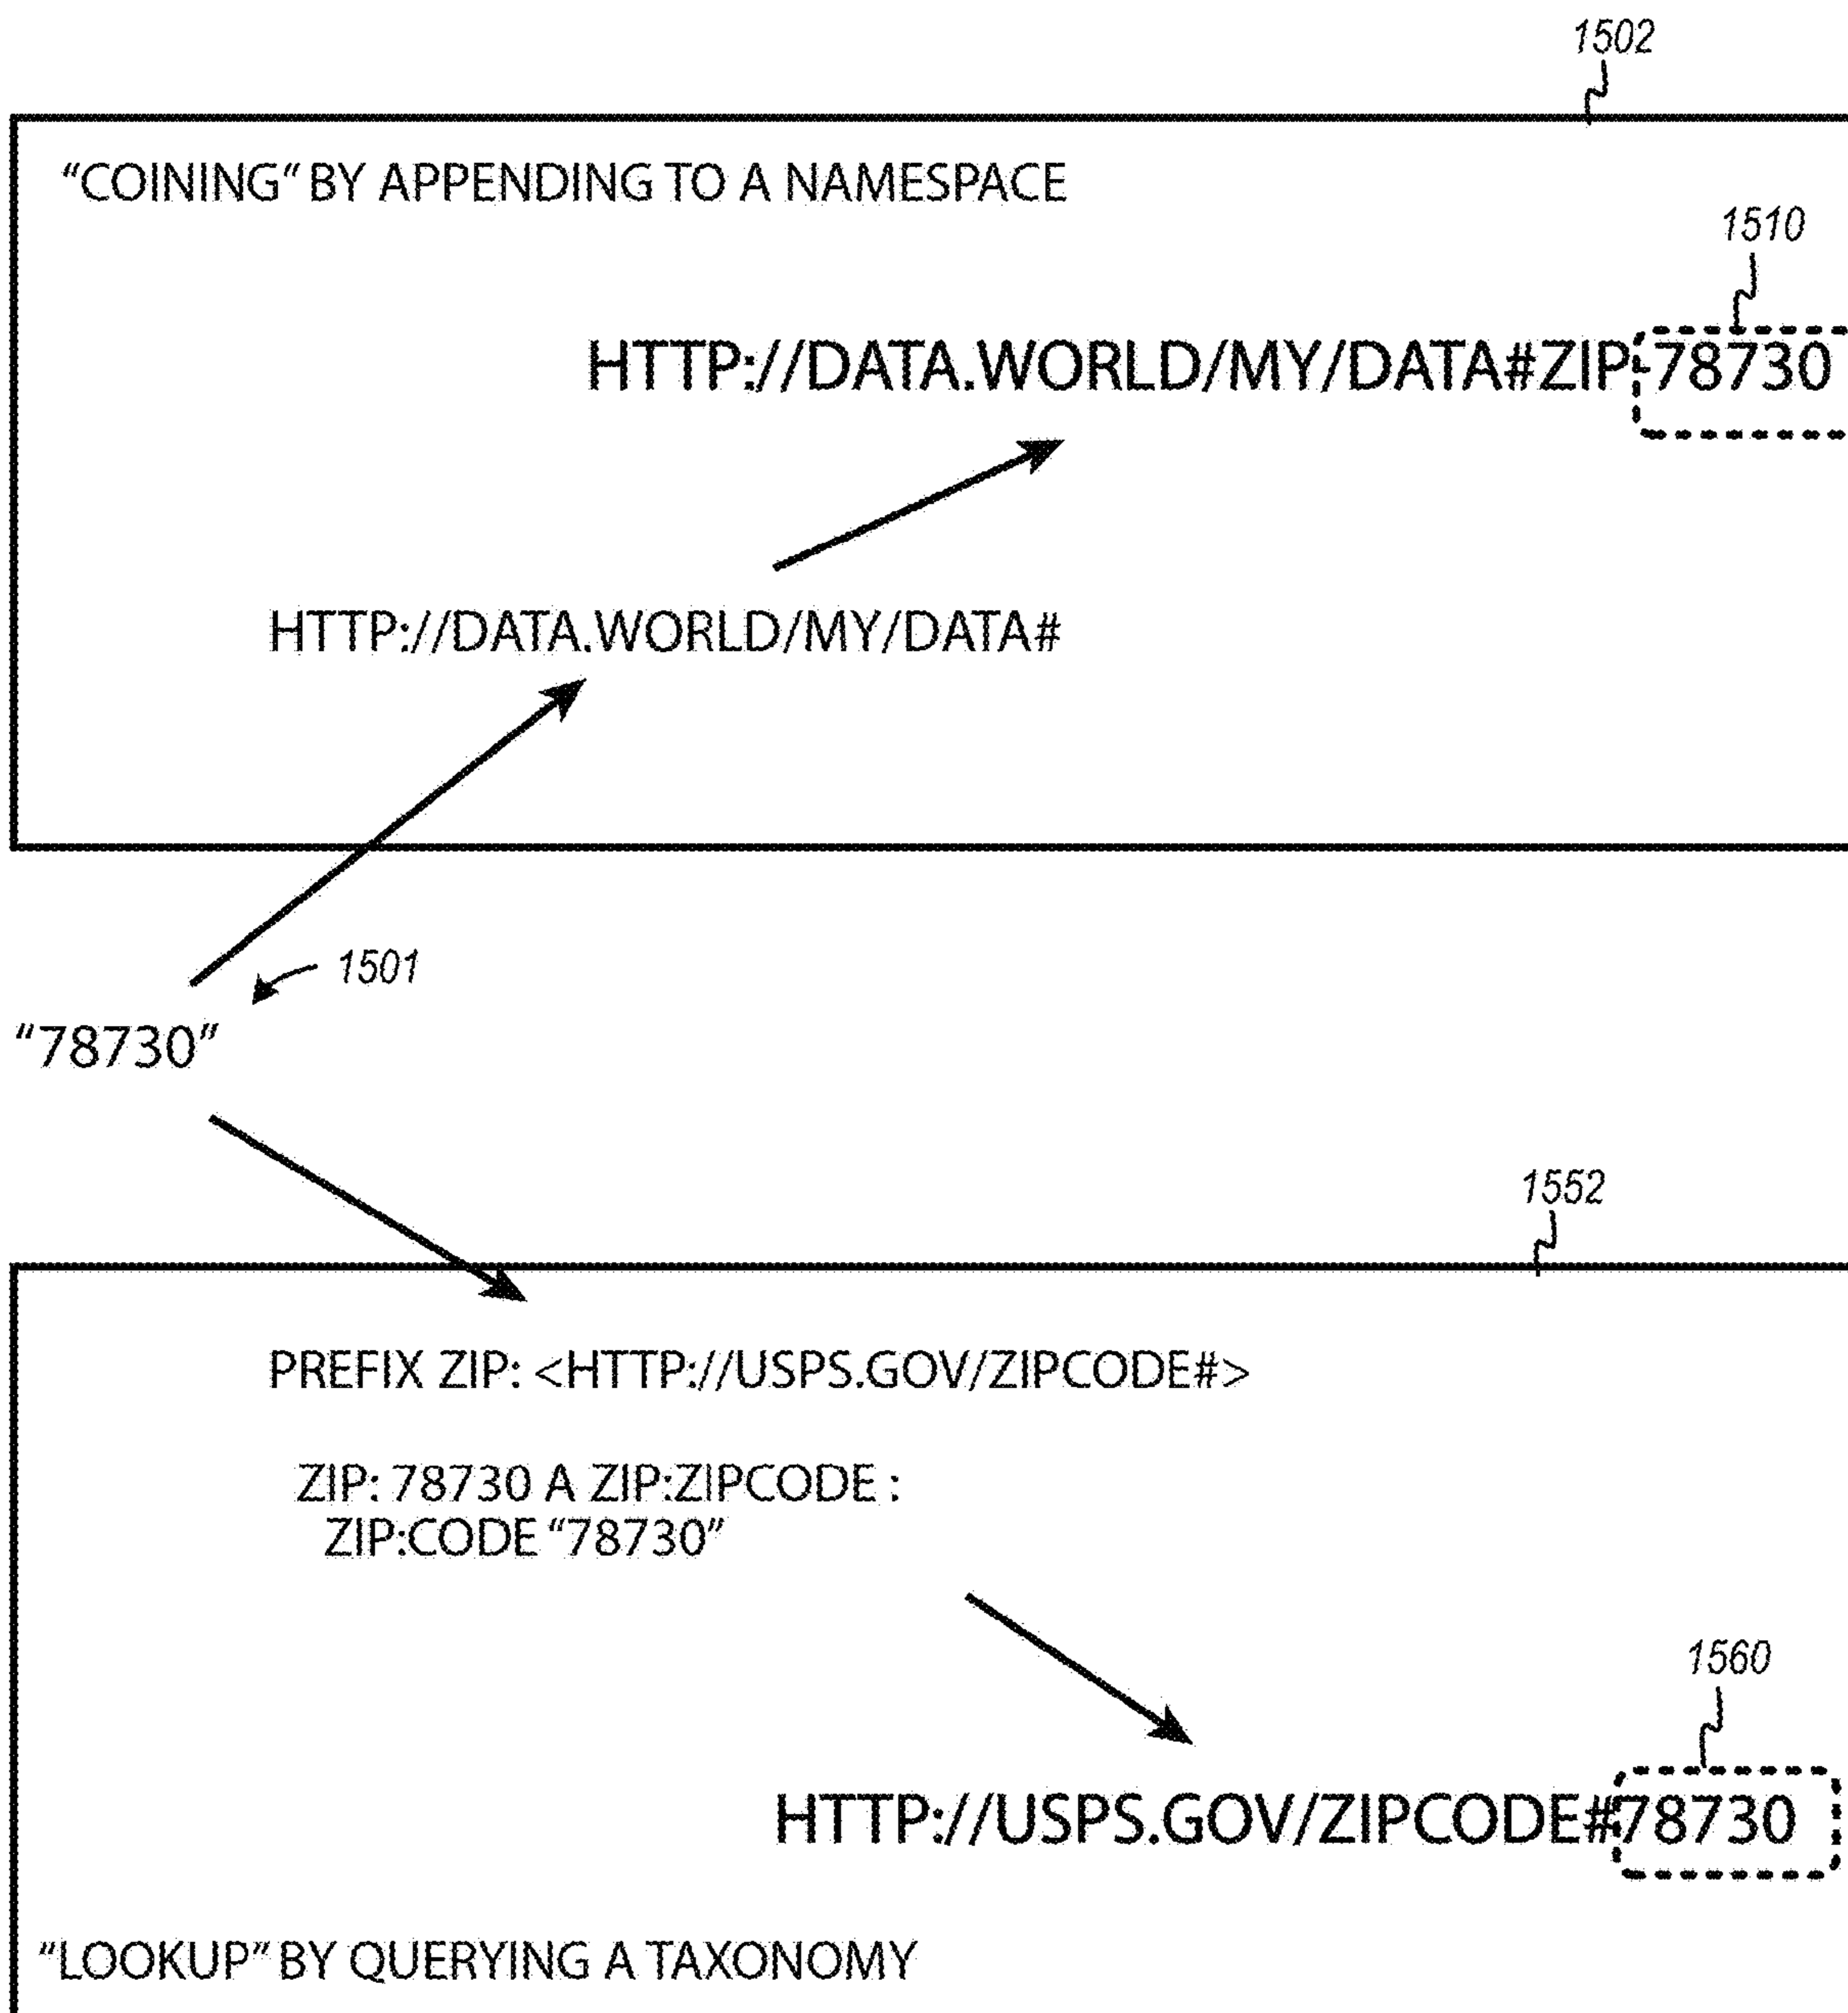 1502
“COINING” BY APPENDING TO A NAMESPACE
1510
HTTP://DATA.WORLD/MY/DATA#ZIP-78730
HTTP://DATA.WORLD/MY/DATA#
1501
“78730”
1552
PREFIX ZIP: <HTTP://USPS.GOV/ZIPCODE#>
ZIP: 78730 A ZIP:ZIPCODE :
ZIP:CODE “78730”
1560
HTTP://USPS.GOV/ZIPCODE#78730
“LOOKUP” BY QUERYING A TAXONOMY